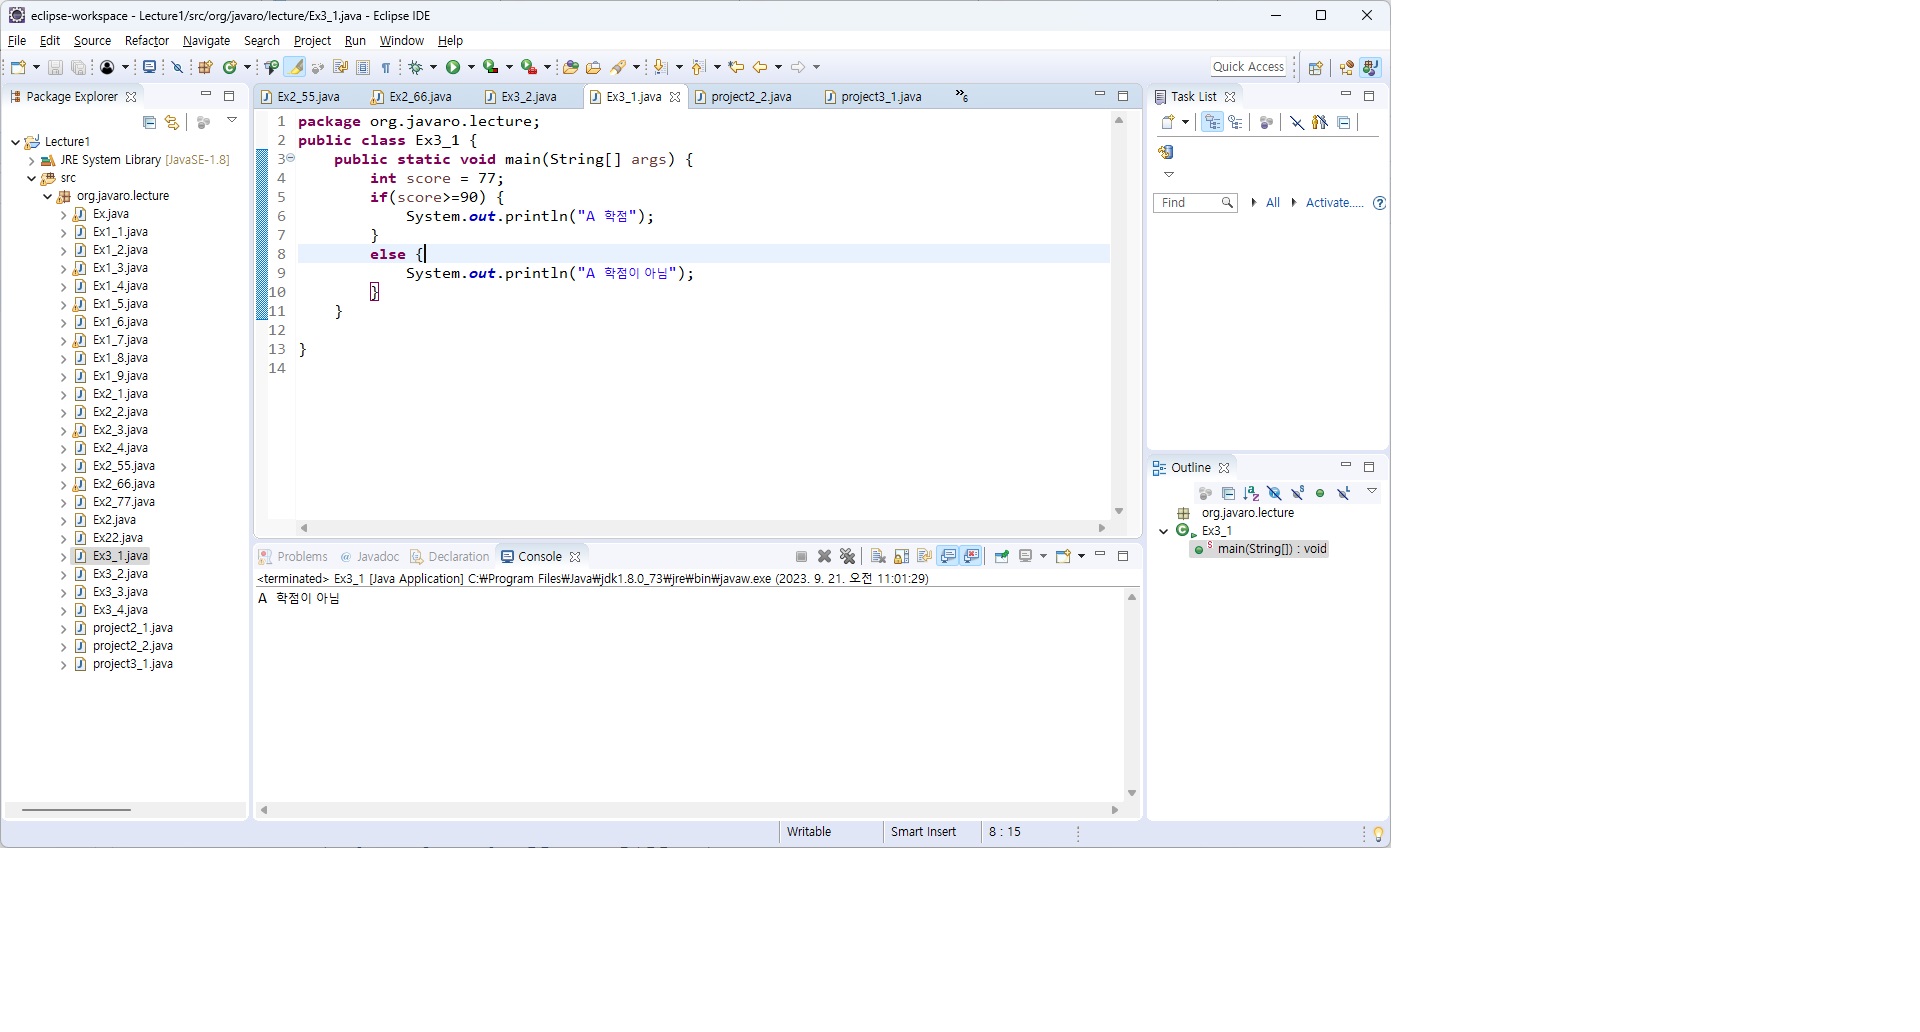 eclipse-workspace - Lecture1/src/org/javaro/lecture/Ex3_1.java - Eclipse IDE
File Edit Source Refactor Navigate Search Project Run Window Help
Quick Access
Package Explorer
Lecture1
JRE System Library [JavaSE-1.8]
src
org.javaro.lecture
Ex.java
Ex1_1.java
Ex1_2.java
Ex1_3.java
Ex1_4.java
Ex1_5.java
Ex1_6.java
Ex1_7.java
Ex1_8.java
Ex1_9.java
Ex2_1.java
Ex2_2.java
Ex2_3.java
Ex2_4.java
Ex2_55.java
Ex2_66.java
Ex2_77.java
Ex2.java
Ex22.java
Ex3_1.java
Ex3_2.java
Ex3_3.java
Ex3_4.java
project2_1.java
project2_2.java
project3_1.java
Ex2_55.java Ex2_66.java Ex3_2.java Ex3_1.java project2_2.java project3_1.java »6
1 package org.javaro.lecture;
2 public class Ex3_1 {
3 public static void main(String[] args) {
4 int score = 77;
5 if(score>=90) {
6 System.out.println("A 학점");
7 }
8 else {
9 System.out.println("A 학점이 아님");
10 }
11 }
12
13 }
14
Problems @ Javadoc Declaration Console
<terminated> Ex3_1 [Java Application] C:₩Program Files₩Java₩jdk1.8.0_73₩jre₩bin₩javaw.exe (2023. 9. 21. 오전 11:01:29)
A 학점이 아님
Task List
Find All Activate.....
Outline
org.javaro.lecture
Ex3_1
main(String[]) : void
Writable Smart Insert 8 : 15